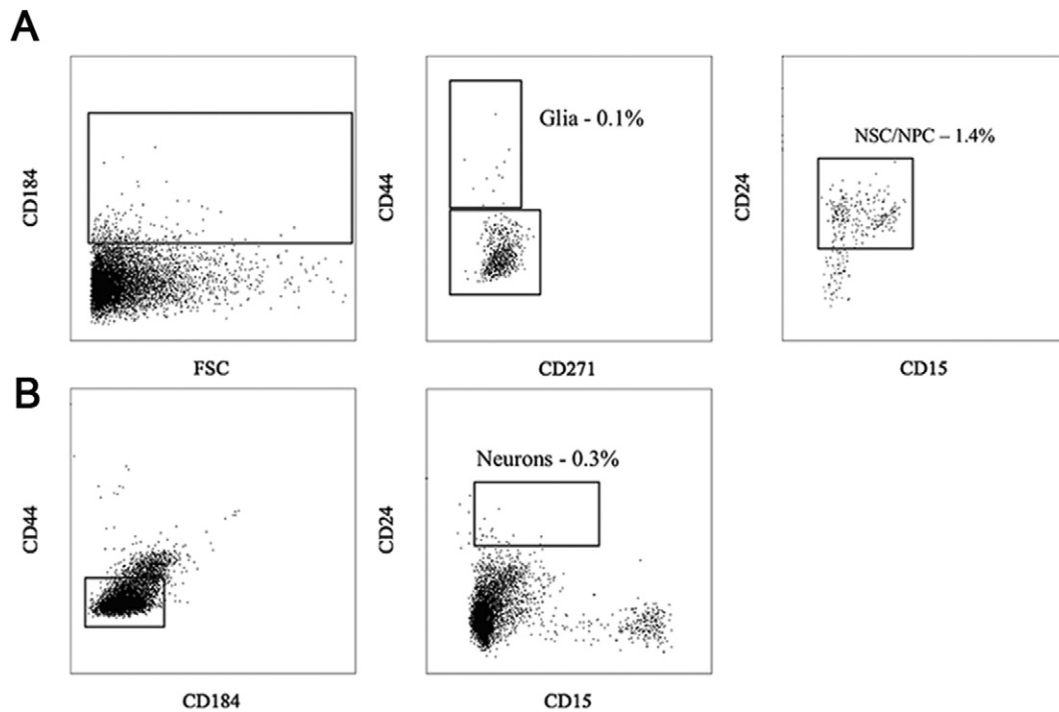 A
CD184
FSC
CD44
Glia - 0.1%
CD271
CD24
NSC/NPC – 1.4%
CD15
B
CD44
CD184
CD24
Neurons - 0.3%
CD15